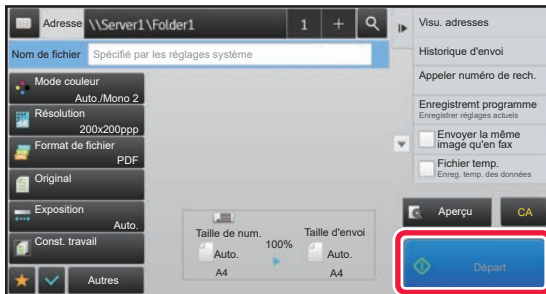 Adresse
\\Server1\Folder1
1
+
Nom de fichier
Spécifié par les réglages système
Mode couleur
Auto./Mono 2
Résolution
200x200ppp
Format de fichier
PDF
Original
Exposition
Auto.
Const. travail
Autres
Taille de num.
100%
Taille d'envoi
Auto.
A4
Auto.
A4
Visu. adresses
Historique d'envoi
Appeler numéro de rech.
Enregistremt programme
Enregistrer réglages actuels
Envoyer la même
image qu'en fax
Fichier temp.
Enreg. temp. des données
Aperçu
CA
Départ